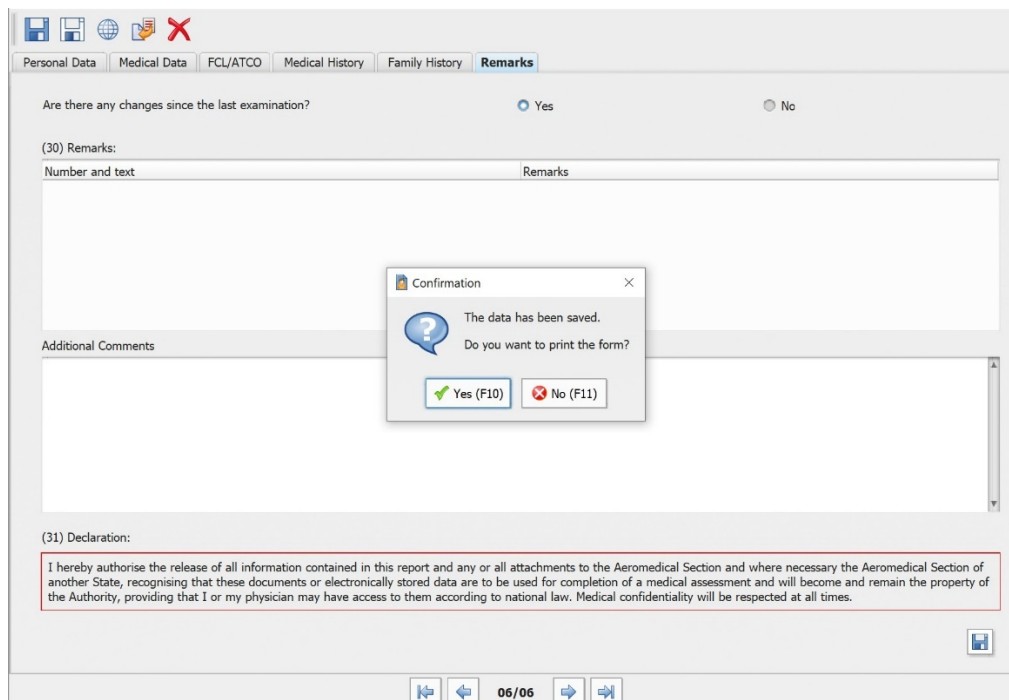 Personal Data Medical Data FCL/ATCO Medical History Family History Remarks
Are there any changes since the last examination? Yes No
(30) Remarks:
Number and text Remarks
Confirmation
The data has been saved.
Do you want to print the form?
Yes (F10) No (F11)
Additional Comments
(31) Declaration:
I hereby authorise the release of all information contained in this report and any or all attachments to the Aeromedical Section and where necessary the Aeromedical Section of
another State, recognising that these documents or electronically stored data are to be used for completion of a medical assessment and will become and remain the property of
the Authority, providing that I or my physician may have access to them according to national law. Medical confidentiality will be respected at all times.
06/06